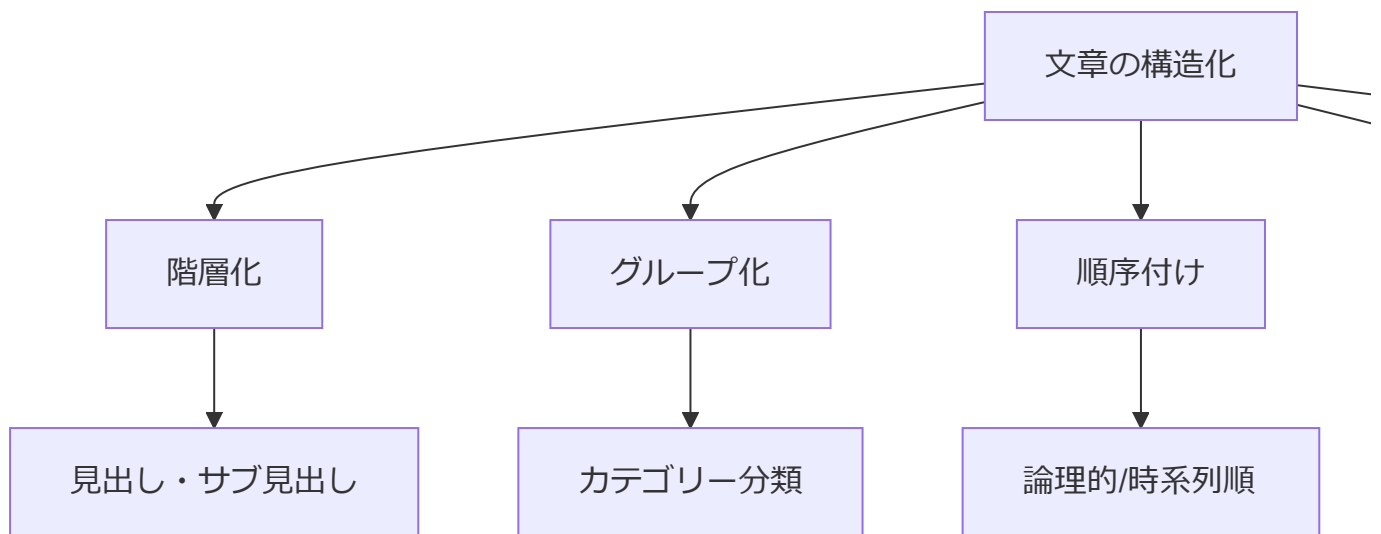 文章の構造化
階層化
グループ化
順序付け
見出し・サブ見出し
カテゴリー分類
論理的/時系列順